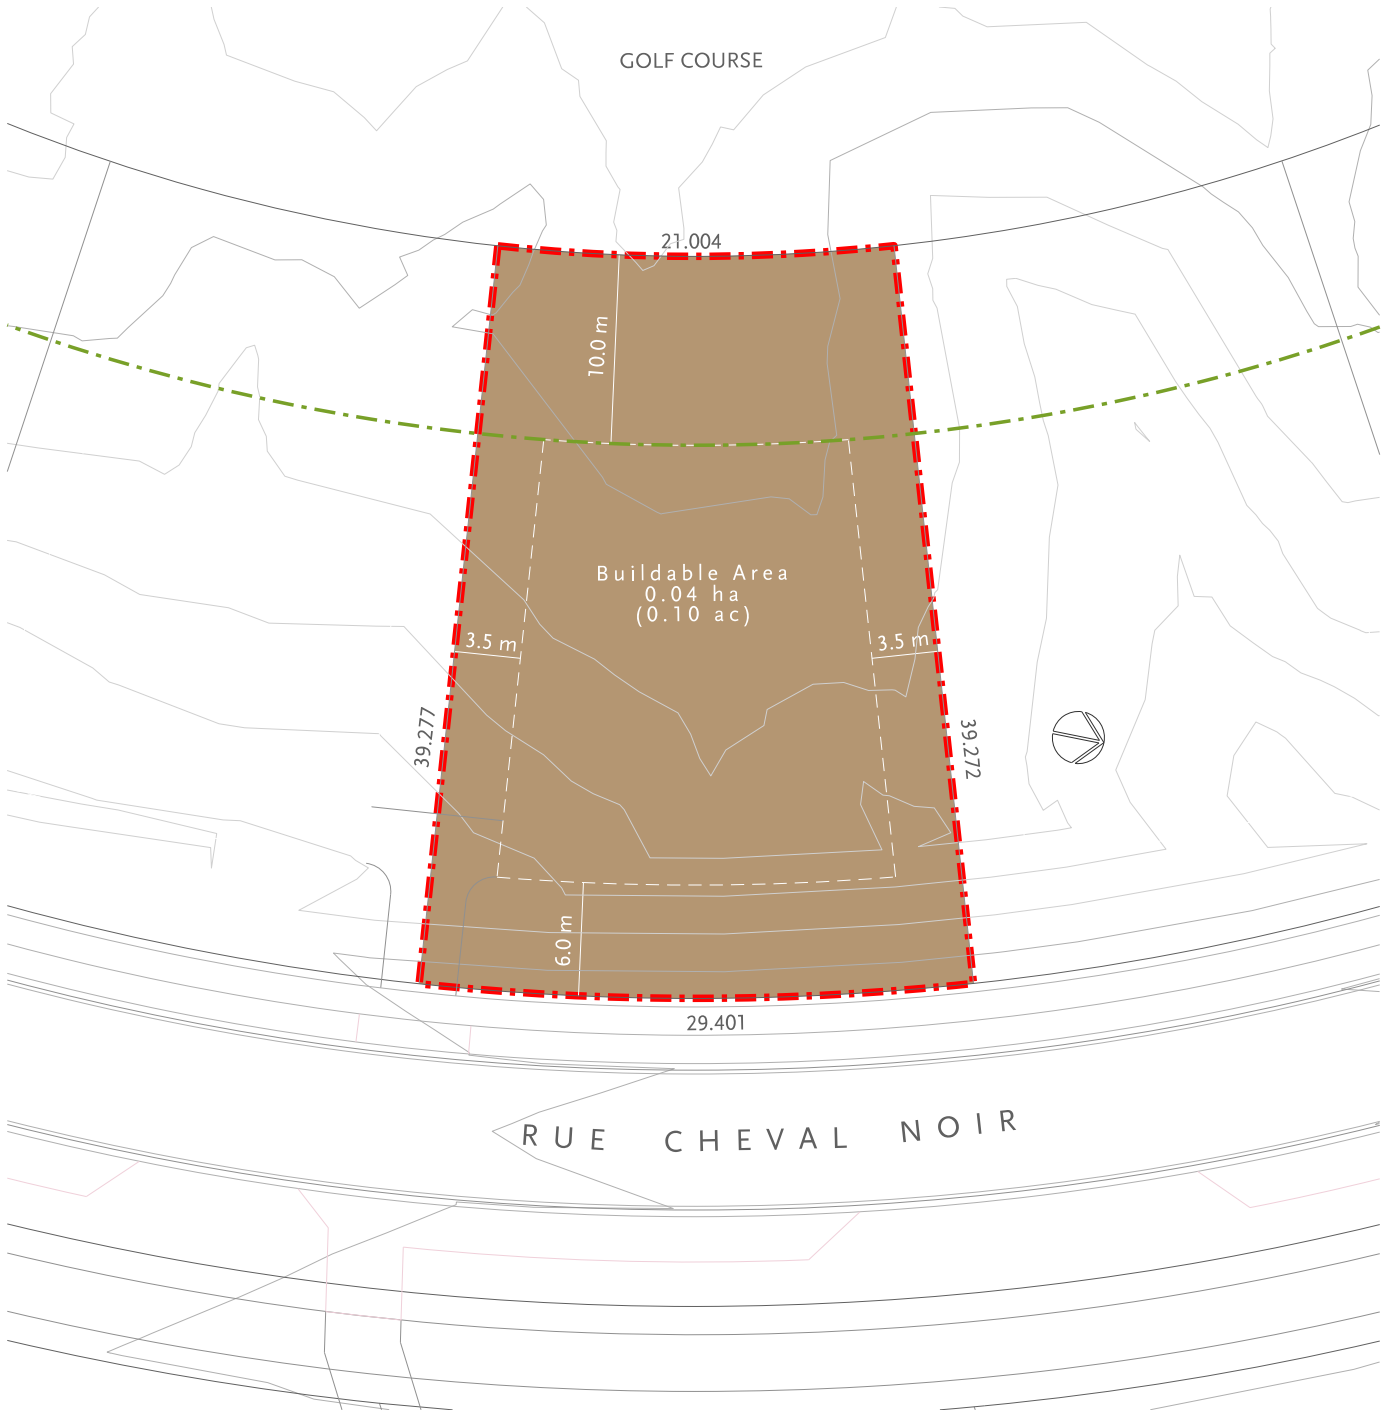 GOLF COURSE
21.004
10.0 m
Buildable Area
0.04 ha
(0.10 ac)
3.5 m
3.5 m
39.277
39.272
6.0 m
29.401
RUE CHEVAL NOIR